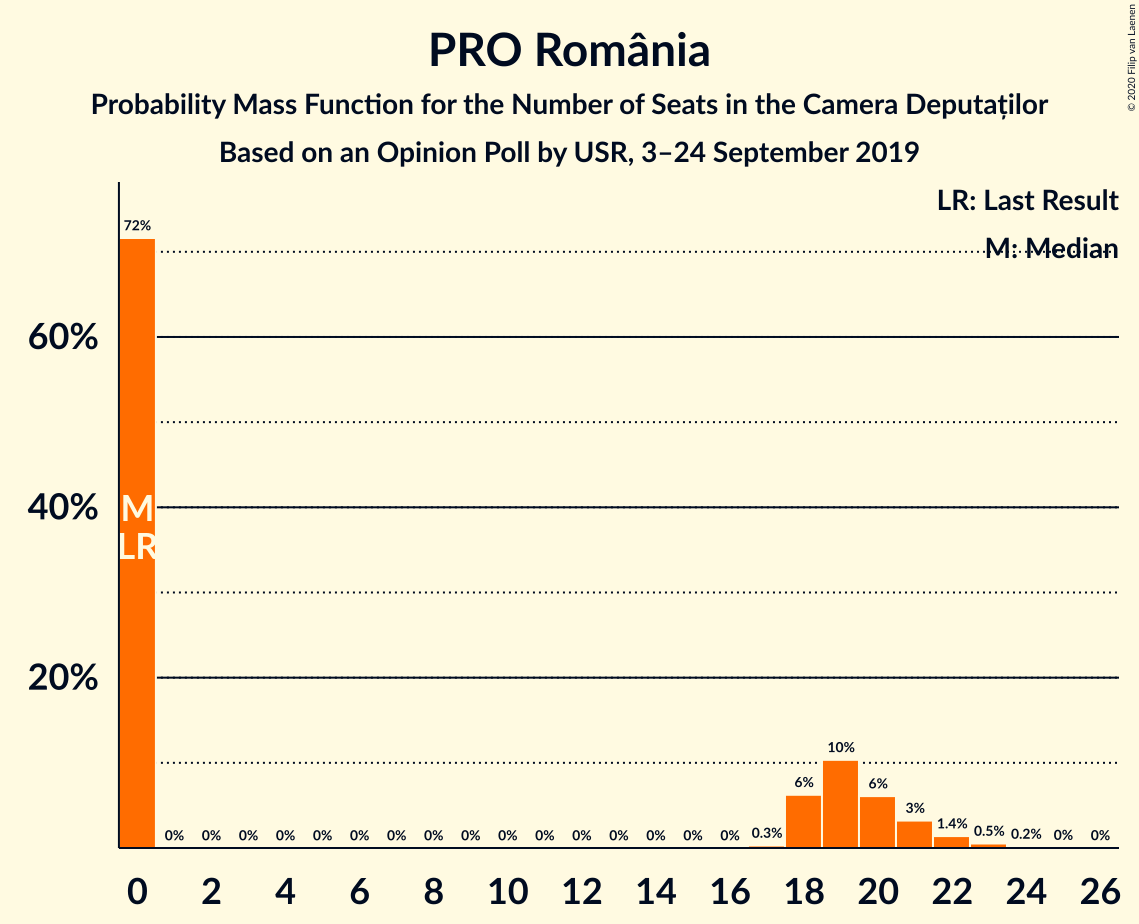 PRO România
Probability Mass Function for the Number of Seats in the Camera Deputaților
Based on an Opinion Poll by USR, 3–24 September 2019
© 2020 Filip van Laenen
LR: Last Result
M: Median
72%
60%
40%
20%
M
LR
0% 0% 0% 0% 0% 0% 0% 0% 0% 0% 0% 0% 0% 0% 0% 0% 0.3% 6% 10% 6% 3% 1.4% 0.5% 0.2% 0% 0%
0 2 4 6 8 10 12 14 16 18 20 22 24 26